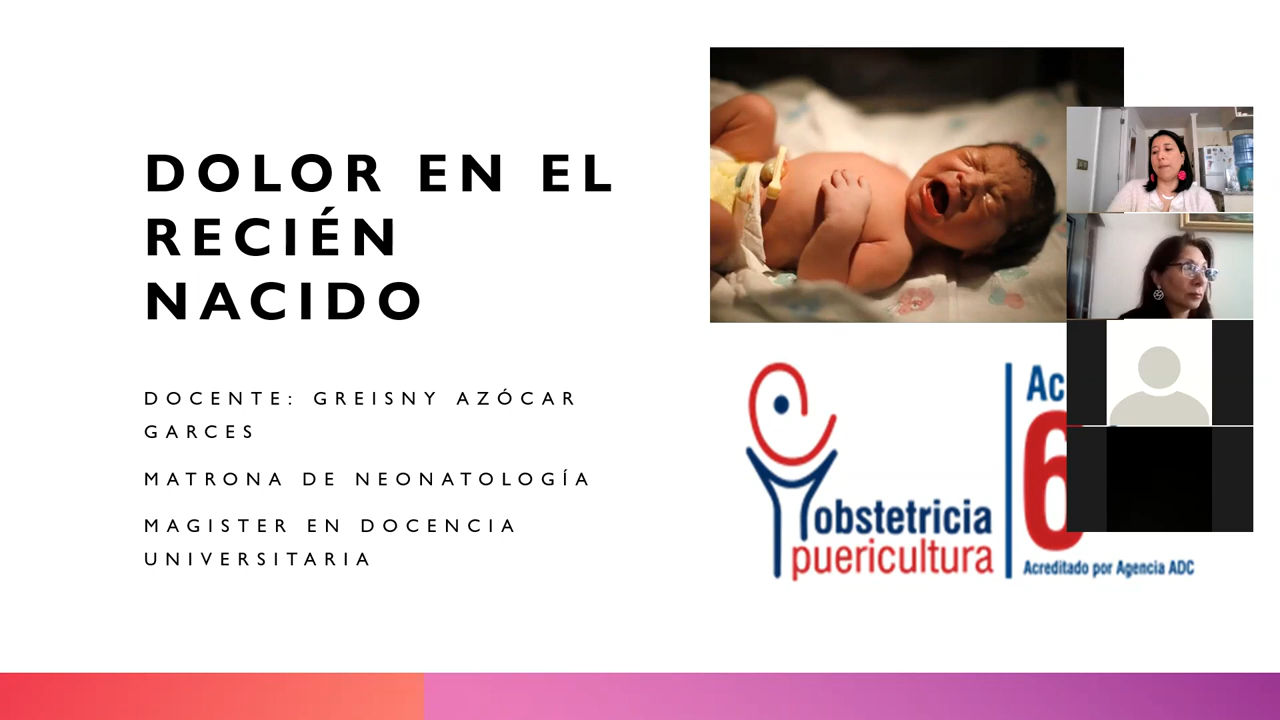 DOLOR EN EL
RECIÉN
NACIDO
DOCENTE: GREISNY AZÓCAR
GARCES
MATRONA DE NEONATOLOGÍA
MAGISTER EN DOCENCIA
UNIVERSITARIA
obstetricia
puericultura
6
Acreditado por Agencia ADC